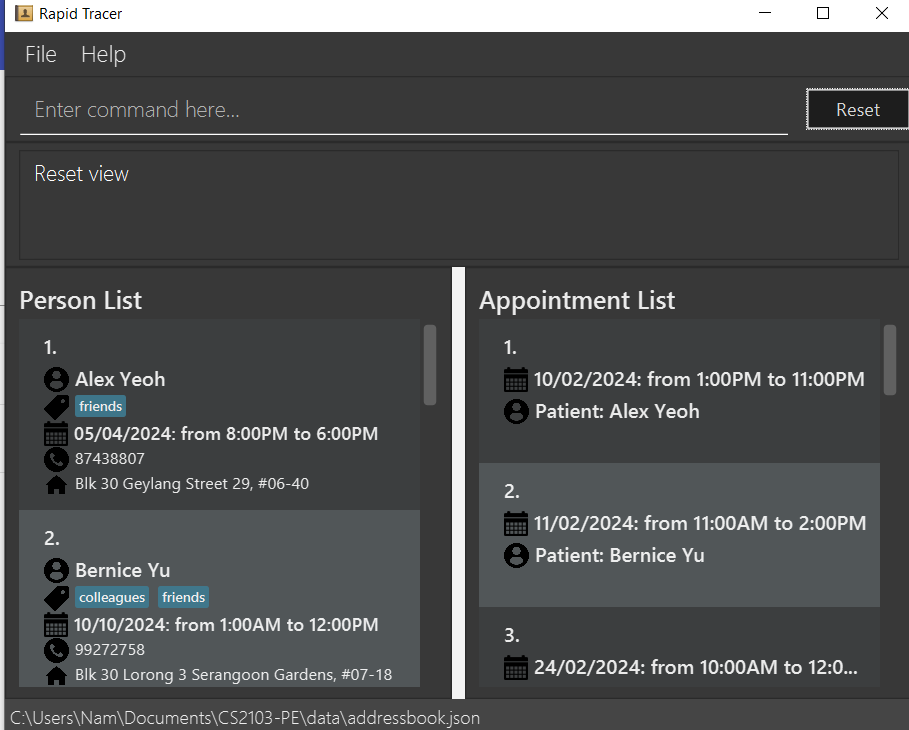 Rapid Tracer
File Help
Enter command here...
Reset
Reset view
Person List
1.
Alex Yeoh
friends
05/04/2024: from 8:00PM to 6:00PM
87438807
Blk 30 Geylang Street 29, #06-40
2.
Bernice Yu
colleagues friends
10/10/2024: from 1:00AM to 12:00PM
99272758
Blk 30 Lorong 3 Serangoon Gardens, #07-18
Appointment List
1.
10/02/2024: from 1:00PM to 11:00PM
Patient: Alex Yeoh
2.
11/02/2024: from 11:00AM to 2:00PM
Patient: Bernice Yu
3.
24/02/2024: from 10:00AM to 12:0...
C:\Users\Nam\Documents\CS2103-PE\data\addressbook.json